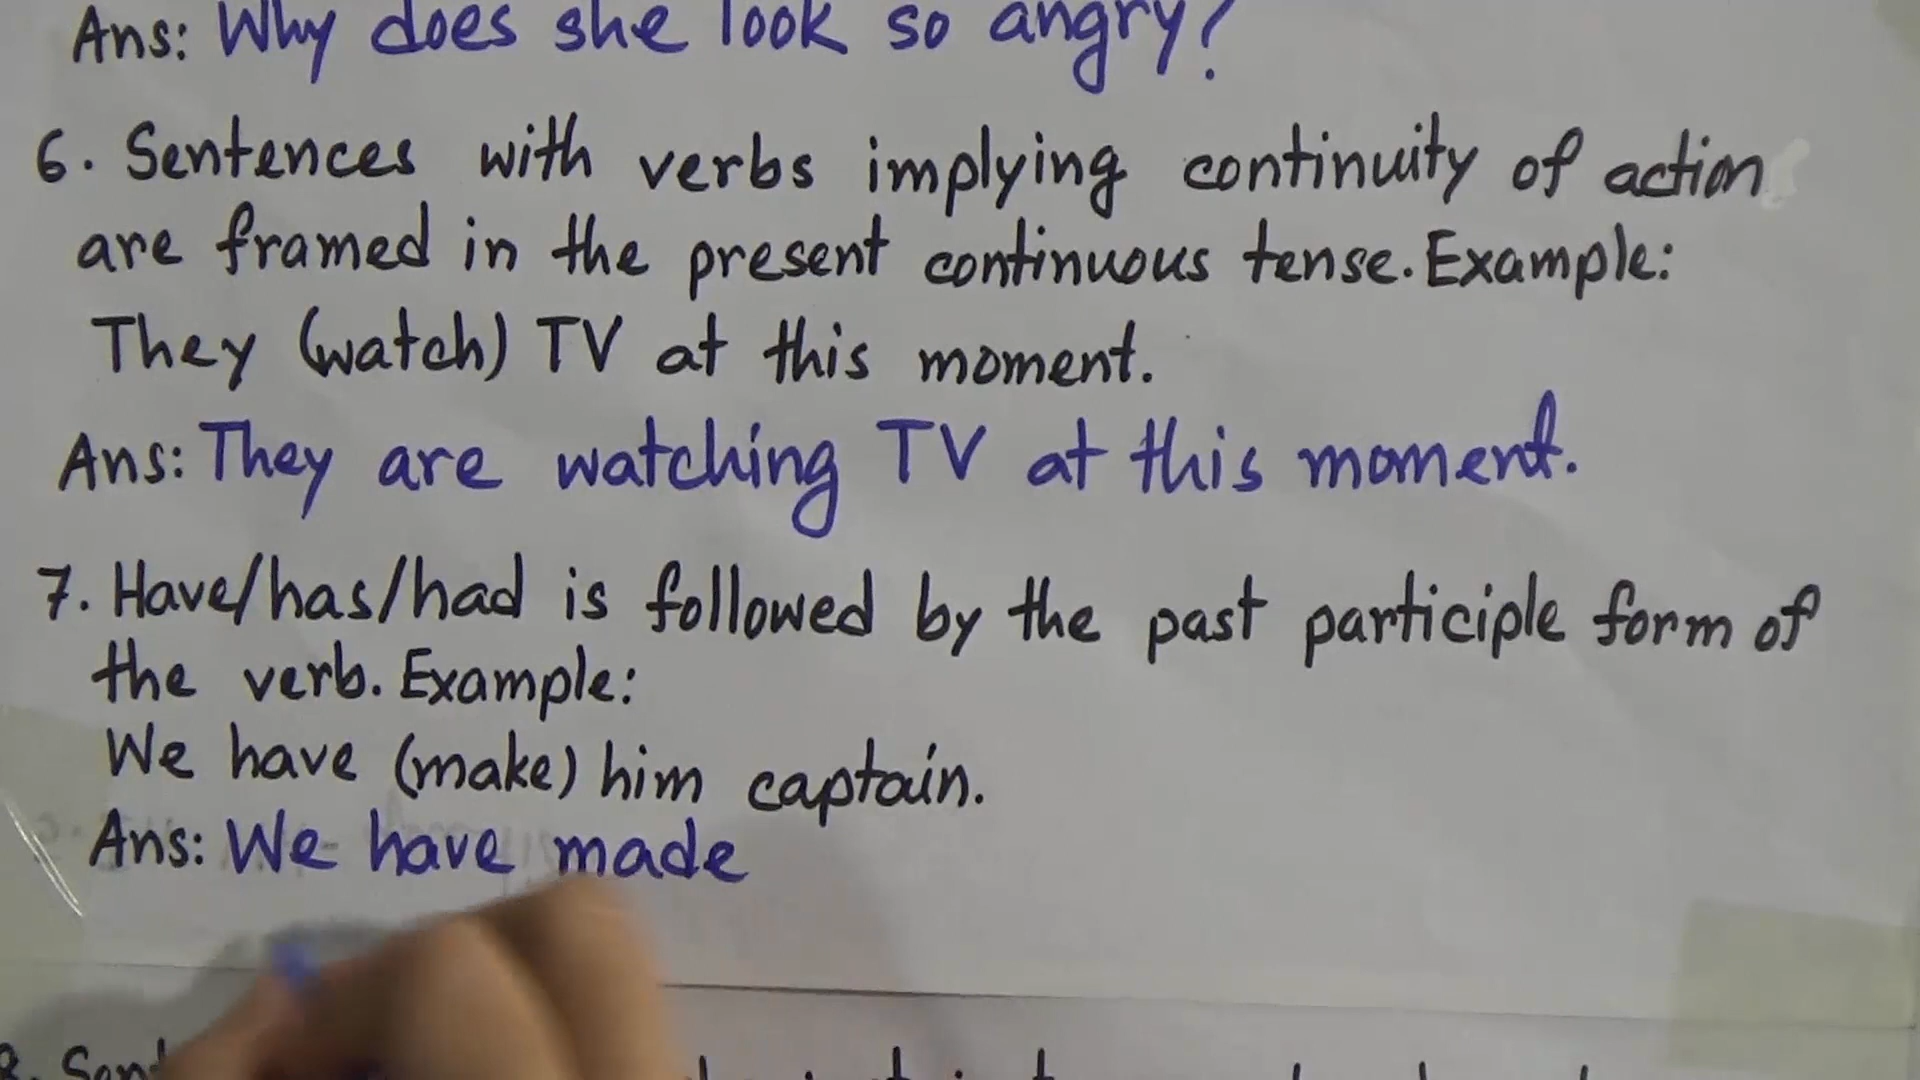 Ans: Why does she look so angry?
6. Sentences with verbs implying continuity of action
are framed in the present continuous tense. Example:
They (watch) TV at this moment.
Ans: They are watching TV at this moment.
7. Have/has/had is followed by the past participle form of
the verb. Example:
We have (make) him captain.
Ans: We have made